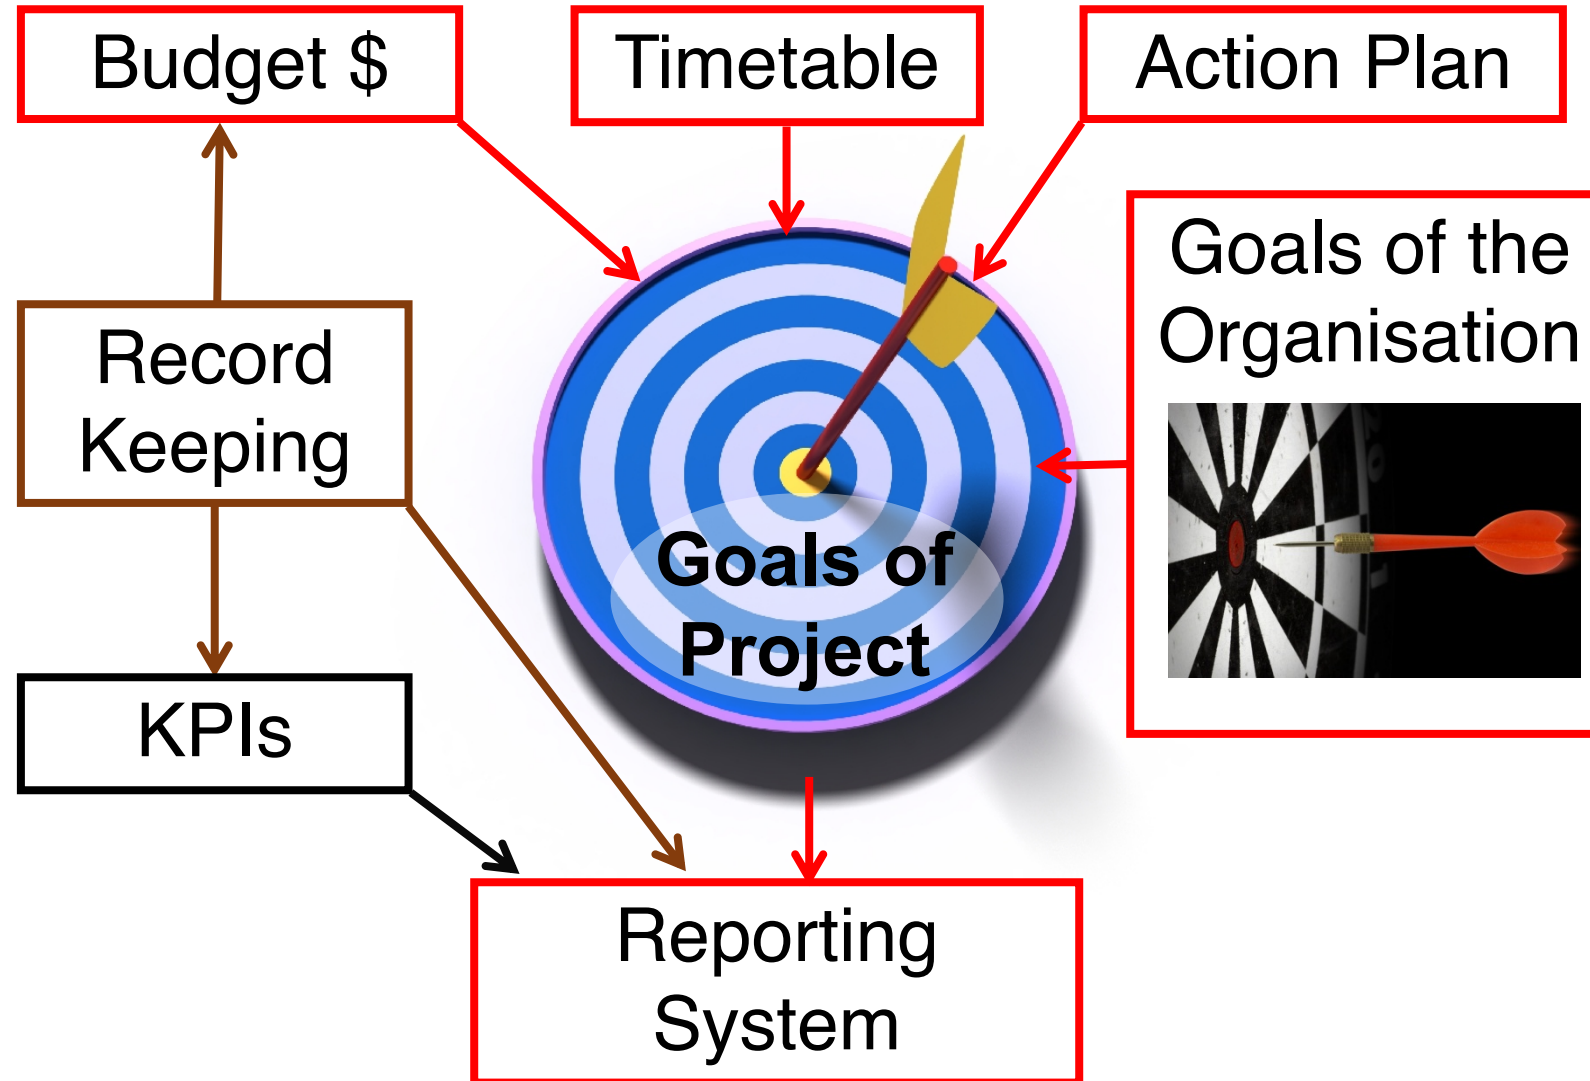 Budget $
Timetable
Action Plan
Goals of the
Organisation
Record
Keeping
Goals of
Project
KPIs
Reporting
System